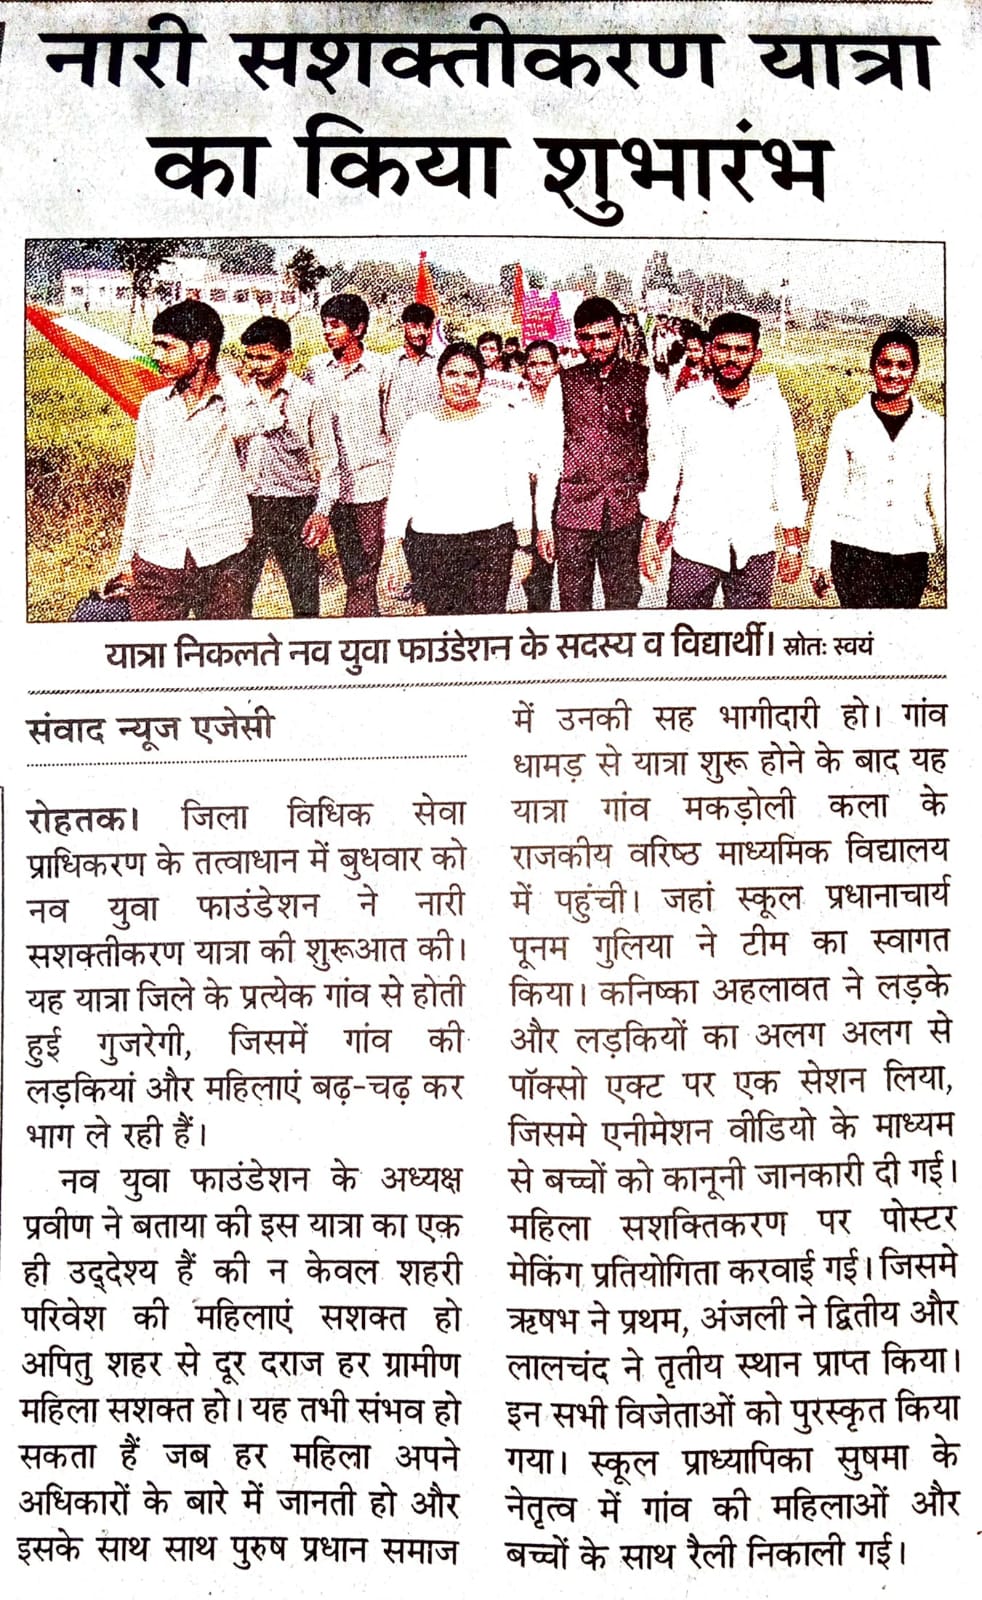 नारी सशक्तीकरण यात्रा
का किया शुभारंभ
यात्रा निकलते नव युवा फाउंडेशन के सदस्य व विद्यार्थी। स्रोतः स्वयं
संवाद न्यूज एजेसी
रोहतक। जिला विधिक सेवा
प्राधिकरण के तत्वाधान में बुधवार को
नव युवा फाउंडेशन ने नारी
सशक्तीकरण यात्रा की शुरूआत की।
यह यात्रा जिले के प्रत्येक गांव से होती
हुई गुजरेगी, जिसमें गांव की
लड़कियां और महिलाएं बढ़-चढ़ कर
भाग ले रही हैं।
नव युवा फाउंडेशन के अध्यक्ष
प्रवीण ने बताया की इस यात्रा का एक
ही उद्देश्य हैं की न केवल शहरी
परिवेश की महिलाएं सशक्त हो
अपितु शहर से दूर दराज हर ग्रामीण
महिला सशक्त हो। यह तभी संभव हो
सकता हैं जब हर महिला अपने
अधिकारों के बारे में जानती हो और
इसके साथ साथ पुरुष प्रधान समाज
में उनकी सह भागीदारी हो। गांव
धामड़ से यात्रा शुरू होने के बाद यह
यात्रा गांव मकड़ोली कला के
राजकीय वरिष्ठ माध्यमिक विद्यालय
में पहुंची। जहां स्कूल प्रधानाचार्य
पूनम गुलिया ने टीम का स्वागत
किया। कनिष्का अहलावत ने लड़के
और लड़कियों का अलग अलग से
पॉक्सो एक्ट पर एक सेशन लिया,
जिसमे एनीमेशन वीडियो के माध्यम
से बच्चों को कानूनी जानकारी दी गई।
महिला सशक्तिकरण पर पोस्टर
मेकिंग प्रतियोगिता करवाई गई। जिसमे
ऋषभ ने प्रथम, अंजली ने द्वितीय और
लालचंद ने तृतीय स्थान प्राप्त किया।
इन सभी विजेताओं को पुरस्कृत किया
गया। स्कूल प्राध्यापिका सुषमा के
नेतृत्व में गांव की महिलाओं और
बच्चों के साथ रैली निकाली गई।